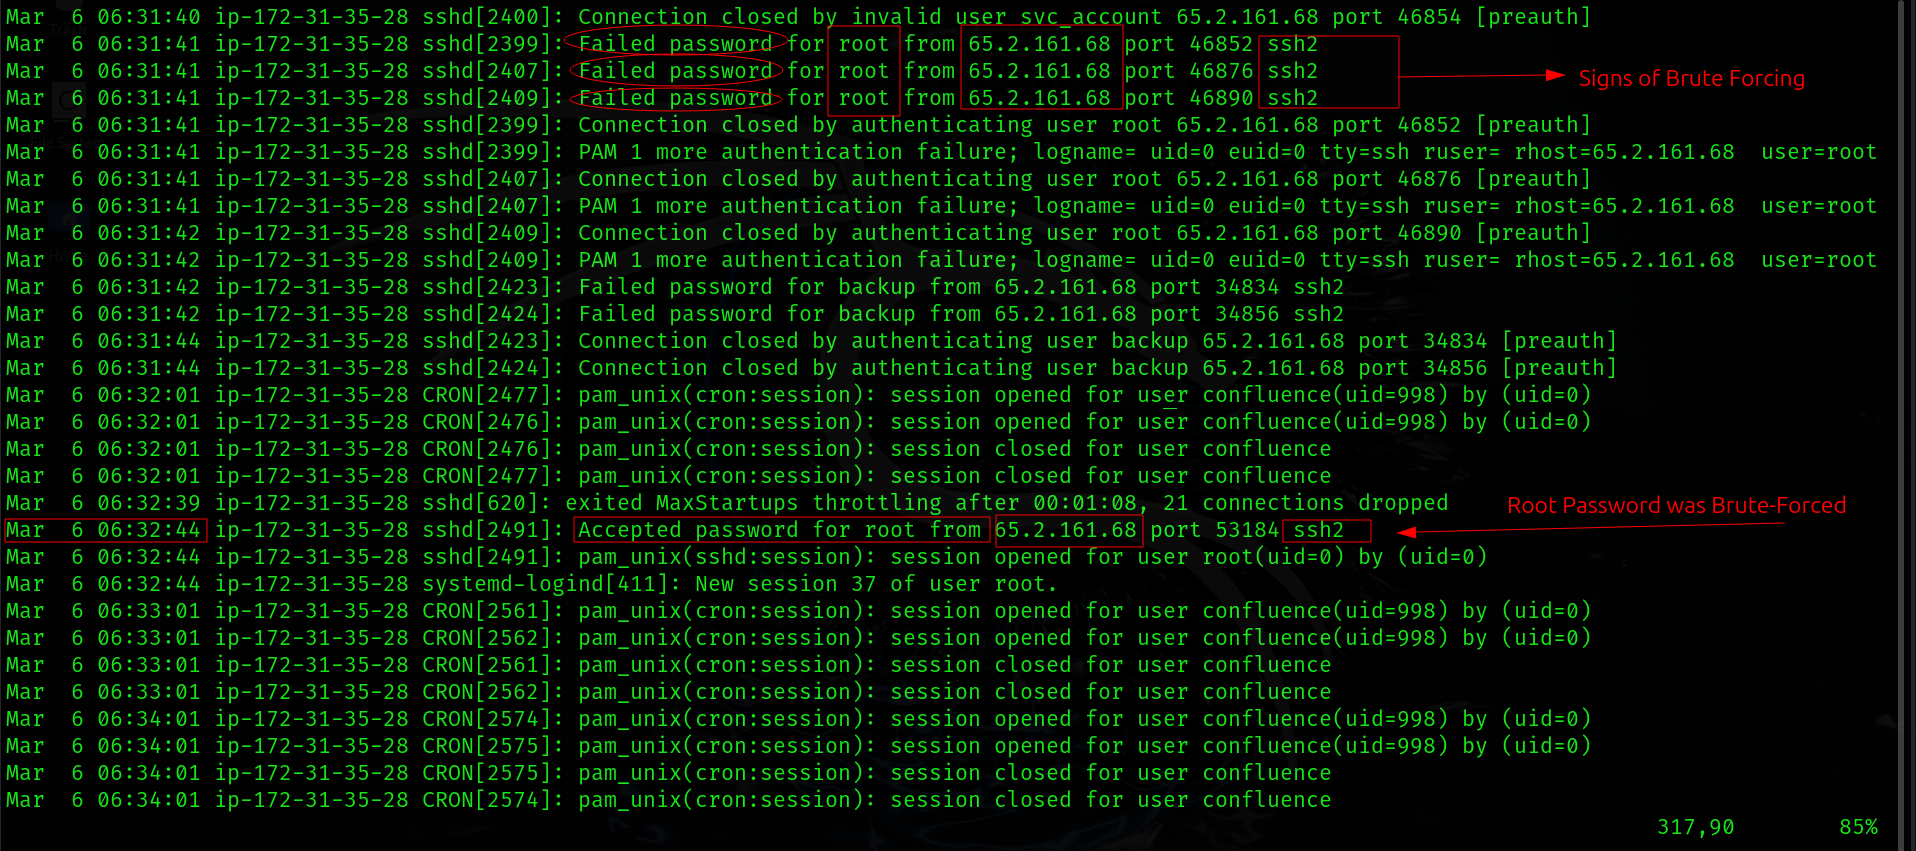 Mar  6 06:31:40 ip-172-31-35-28 sshd[2400]: Connection closed by invalid user svc_account 65.2.161.68 port 46854 [preauth]
Mar  6 06:31:41 ip-172-31-35-28 sshd[2399]: Failed password for root from 65.2.161.68 port 46852 ssh2
Mar  6 06:31:41 ip-172-31-35-28 sshd[2407]: Failed password for root from 65.2.161.68 port 46876 ssh2
Signs of Brute Forcing
Mar  6 06:31:41 ip-172-31-35-28 sshd[2409]: Failed password for root from 65.2.161.68 port 46890 ssh2
Mar  6 06:31:41 ip-172-31-35-28 sshd[2399]: Connection closed by authenticating user root 65.2.161.68 port 46852 [preauth]
Mar  6 06:31:41 ip-172-31-35-28 sshd[2399]: PAM 1 more authentication failure; logname= uid=0 euid=0 tty=ssh ruser= rhost=65.2.161.68  user=root
Mar  6 06:31:41 ip-172-31-35-28 sshd[2407]: Connection closed by authenticating user root 65.2.161.68 port 46876 [preauth]
Mar  6 06:31:41 ip-172-31-35-28 sshd[2407]: PAM 1 more authentication failure; logname= uid=0 euid=0 tty=ssh ruser= rhost=65.2.161.68  user=root
Mar  6 06:31:42 ip-172-31-35-28 sshd[2409]: Connection closed by authenticating user root 65.2.161.68 port 46890 [preauth]
Mar  6 06:31:42 ip-172-31-35-28 sshd[2409]: PAM 1 more authentication failure; logname= uid=0 euid=0 tty=ssh ruser= rhost=65.2.161.68  user=root
Mar  6 06:31:42 ip-172-31-35-28 sshd[2423]: Failed password for backup from 65.2.161.68 port 34834 ssh2
Mar  6 06:31:42 ip-172-31-35-28 sshd[2424]: Failed password for backup from 65.2.161.68 port 34856 ssh2
Mar  6 06:31:44 ip-172-31-35-28 sshd[2423]: Connection closed by authenticating user backup 65.2.161.68 port 34834 [preauth]
Mar  6 06:31:44 ip-172-31-35-28 sshd[2424]: Connection closed by authenticating user backup 65.2.161.68 port 34856 [preauth]
Mar  6 06:32:01 ip-172-31-35-28 CRON[2477]: pam_unix(cron:session): session opened for user confluence(uid=998) by (uid=0)
Mar  6 06:32:01 ip-172-31-35-28 CRON[2476]: pam_unix(cron:session): session opened for user confluence(uid=998) by (uid=0)
Mar  6 06:32:01 ip-172-31-35-28 CRON[2476]: pam_unix(cron:session): session closed for user confluence
Mar  6 06:32:01 ip-172-31-35-28 CRON[2477]: pam_unix(cron:session): session closed for user confluence
Mar  6 06:32:39 ip-172-31-35-28 sshd[620]: exited MaxStartups throttling after 00:01:08, 21 connections dropped
Root Password was Brute-Forced
Mar  6 06:32:44 ip-172-31-35-28 sshd[2491]: Accepted password for root from 65.2.161.68 port 53184 ssh2
Mar  6 06:32:44 ip-172-31-35-28 sshd[2491]: pam_unix(sshd:session): session opened for user root(uid=0) by (uid=0)
Mar  6 06:32:44 ip-172-31-35-28 systemd-logind[411]: New session 37 of user root.
Mar  6 06:33:01 ip-172-31-35-28 CRON[2561]: pam_unix(cron:session): session opened for user confluence(uid=998) by (uid=0)
Mar  6 06:33:01 ip-172-31-35-28 CRON[2562]: pam_unix(cron:session): session opened for user confluence(uid=998) by (uid=0)
Mar  6 06:33:01 ip-172-31-35-28 CRON[2561]: pam_unix(cron:session): session closed for user confluence
Mar  6 06:33:01 ip-172-31-35-28 CRON[2562]: pam_unix(cron:session): session closed for user confluence
Mar  6 06:34:01 ip-172-31-35-28 CRON[2574]: pam_unix(cron:session): session opened for user confluence(uid=998) by (uid=0)
Mar  6 06:34:01 ip-172-31-35-28 CRON[2575]: pam_unix(cron:session): session opened for user confluence(uid=998) by (uid=0)
Mar  6 06:34:01 ip-172-31-35-28 CRON[2575]: pam_unix(cron:session): session closed for user confluence
Mar  6 06:34:01 ip-172-31-35-28 CRON[2574]: pam_unix(cron:session): session closed for user confluence
317,90 85%